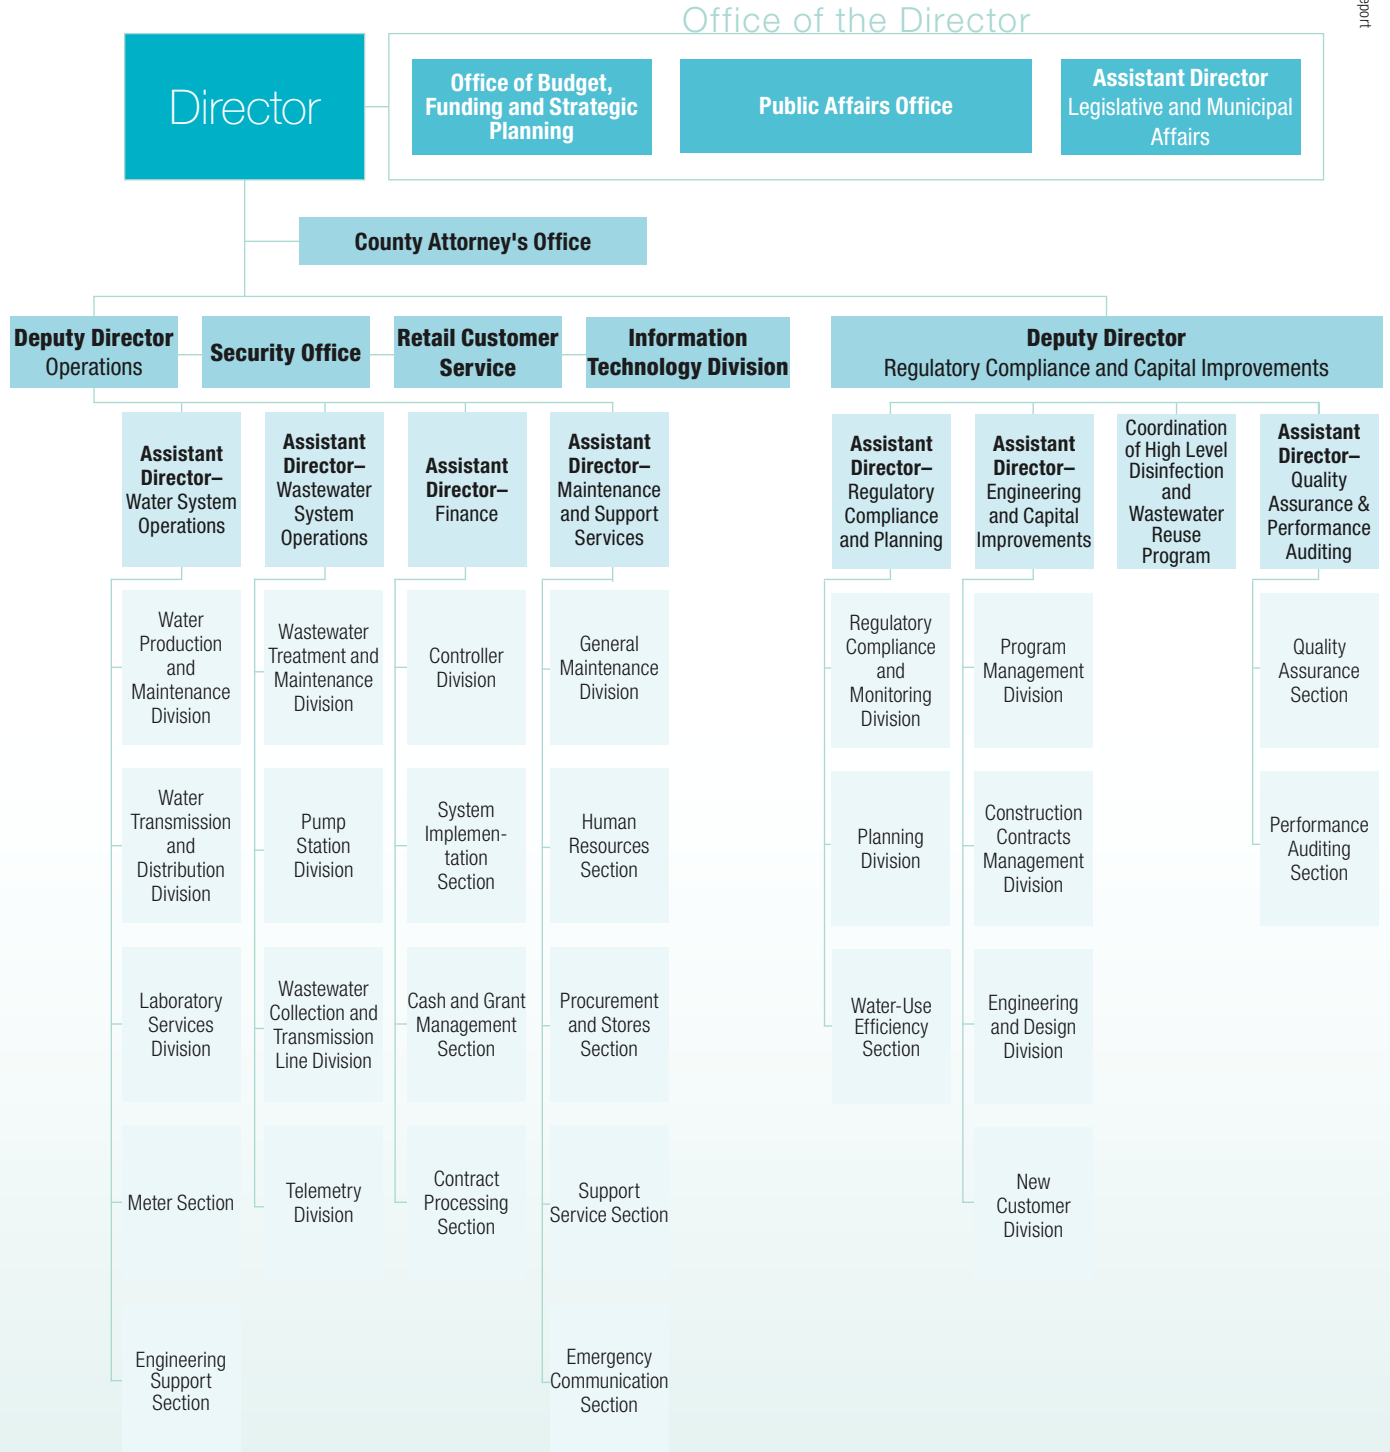 Office of the Director
eport
Director
Office of Budget,
Funding and Strategic
Planning
Public Affairs Office
Assistant Director
Legislative and Municipal
Affairs
County Attorney's Office
Deputy Director
Operations
Security Office
Retail Customer
Service
Information
Technology Division
Deputy Director
Regulatory Compliance and Capital Improvements
Assistant
Director–
Water System
Operations
Assistant
Director–
Wastewater
System
Operations
Assistant
Director–
Finance
Assistant
Director–
Maintenance
and Support
Services
Assistant
Director–
Regulatory
Compliance
and Planning
Assistant
Director–
Engineering
and Capital
Improvements
Coordination
of High Level
Disinfection
and
Wastewater
Reuse
Program
Assistant
Director–
Quality
Assurance &
Performance
Auditing
Water
Production
and
Maintenance
Division
Wastewater
Treatment and
Maintenance
Division
Controller
Division
General
Maintenance
Division
Regulatory
Compliance
and
Monitoring
Division
Program
Management
Division
Quality
Assurance
Section
Water
Transmission
and
Distribution
Division
Pump
Station
Division
System
Implemen-
tation
Section
Human
Resources
Section
Planning
Division
Construction
Contracts
Management
Division
Performance
Auditing
Section
Laboratory
Services
Division
Wastewater
Collection and
Transmission
Line Division
Cash and Grant
Management
Section
Procurement
and Stores
Section
Water-Use
Efficiency
Section
Engineering
and Design
Division
Meter Section
Telemetry
Division
Contract
Processing
Section
Support
Service Section
New
Customer
Division
Engineering
Support
Section
Emergency
Communication
Section